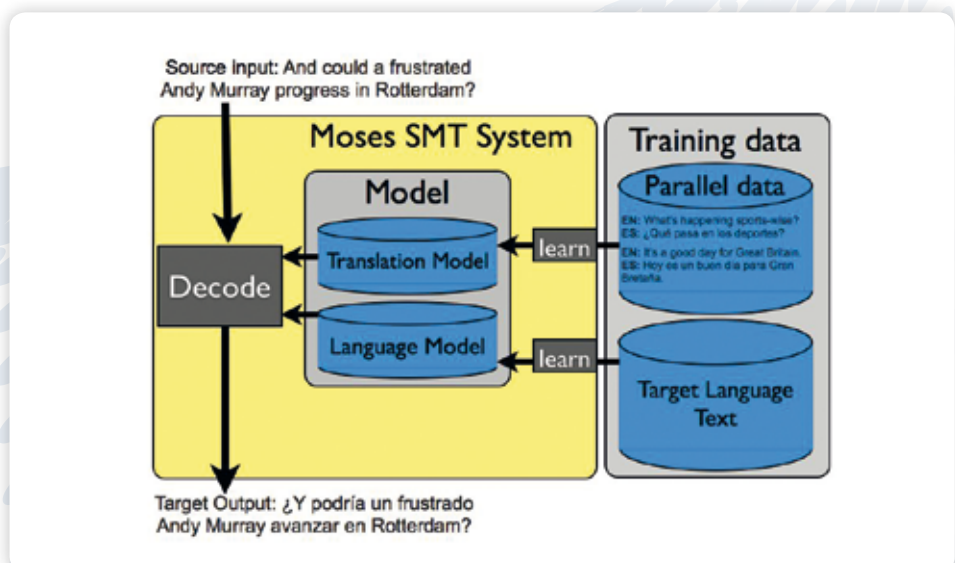 Source input: And could a frustrated
Andy Murray progress in Rotterdam?
Moses SMT System
Model
Translation Model
Language Model
Decode
learn
learn
Training data
Parallel data
EN: What's happening sports-wise?
ES: ¿Qué pasa en los deportes?
EN: It's a good day for Great Britain.
ES: Hoy es un buen día para Gran
Bretaña.
Target Language
Text
Target Output: ¿Y podría un frustrado
Andy Murray avanzar en Rotterdam?